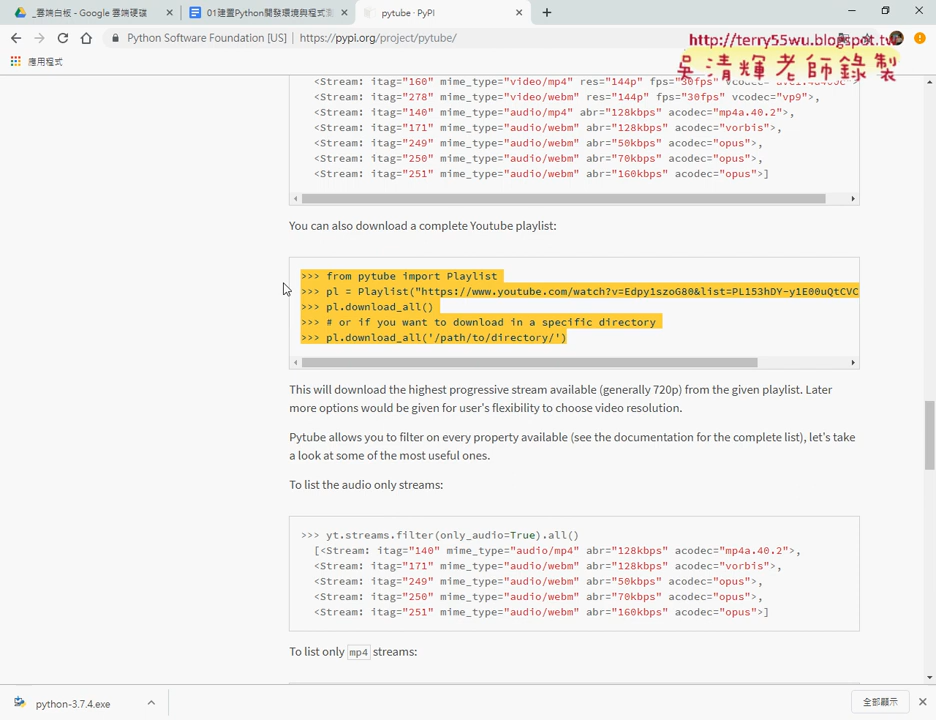 _雲端白板 - Google 雲端硬碟
01建置Python開發環境與程式測
pytube · PyPI
Python Software Foundation [US] | https://pypi.org/project/pytube/
http://terry55wu.blogspot.tw
吳清輝老師錄製
應用程式
<Stream: itag="160" mime_type="video/mp4" res="144p" fps="30fps" vcodec="avc1.4d400c"
<Stream: itag="278" mime_type="video/webm" res="144p" fps="30fps" vcodec="vp9">,
<Stream: itag="140" mime_type="audio/mp4" abr="128kbps" acodec="mp4a.40.2">,
<Stream: itag="171" mime_type="audio/webm" abr="128kbps" acodec="vorbis">,
<Stream: itag="249" mime_type="audio/webm" abr="50kbps" acodec="opus">,
<Stream: itag="250" mime_type="audio/webm" abr="70kbps" acodec="opus">,
<Stream: itag="251" mime_type="audio/webm" abr="160kbps" acodec="opus">]
You can also download a complete Youtube playlist:
>>> from pytube import Playlist
>>> pl = Playlist("https://www.youtube.com/watch?v=Edpy1szoG80&list=PL153hDY-y1E00uQtCVC
>>> pl.download_all()
>>> # or if you want to download in a specific directory
>>> pl.download_all('/path/to/directory/')
This will download the highest progressive stream available (generally 720p) from the given playlist. Later
more options would be given for user's flexibility to choose video resolution.
Pytube allows you to filter on every property available (see the documentation for the complete list), let's take
a look at some of the most useful ones.
To list the audio only streams:
>>> yt.streams.filter(only_audio=True).all()
[<Stream: itag="140" mime_type="audio/mp4" abr="128kbps" acodec="mp4a.40.2">,
<Stream: itag="171" mime_type="audio/webm" abr="128kbps" acodec="vorbis">,
<Stream: itag="249" mime_type="audio/webm" abr="50kbps" acodec="opus">,
<Stream: itag="250" mime_type="audio/webm" abr="70kbps" acodec="opus">,
<Stream: itag="251" mime_type="audio/webm" abr="160kbps" acodec="opus">]
To list only mp4 streams:
python-3.7.4.exe
全部顯示